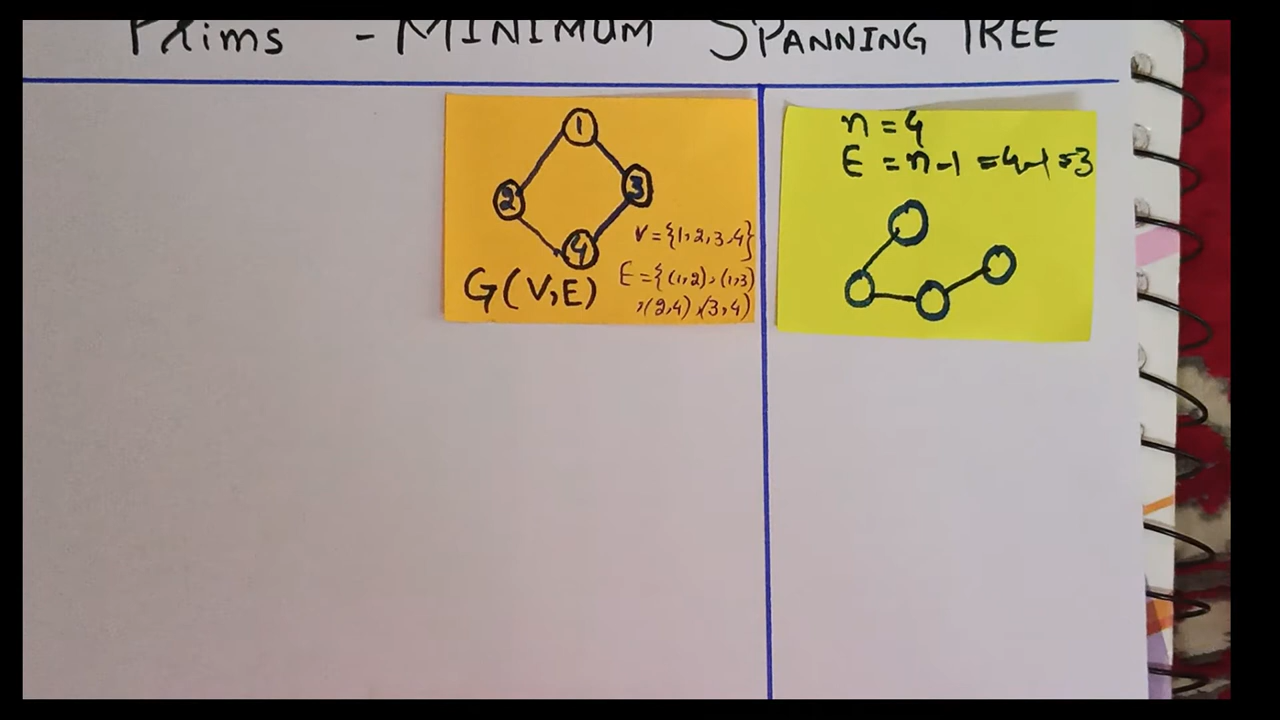 Prims - MINIMUM SPANNING TREE
1
2
3
4
V = {1,2,3,4}
E = {(1,2),(1,3)
,(2,4),(3,4)
G(V,E)
n = 4
E = n-1 = 4-1 = 3